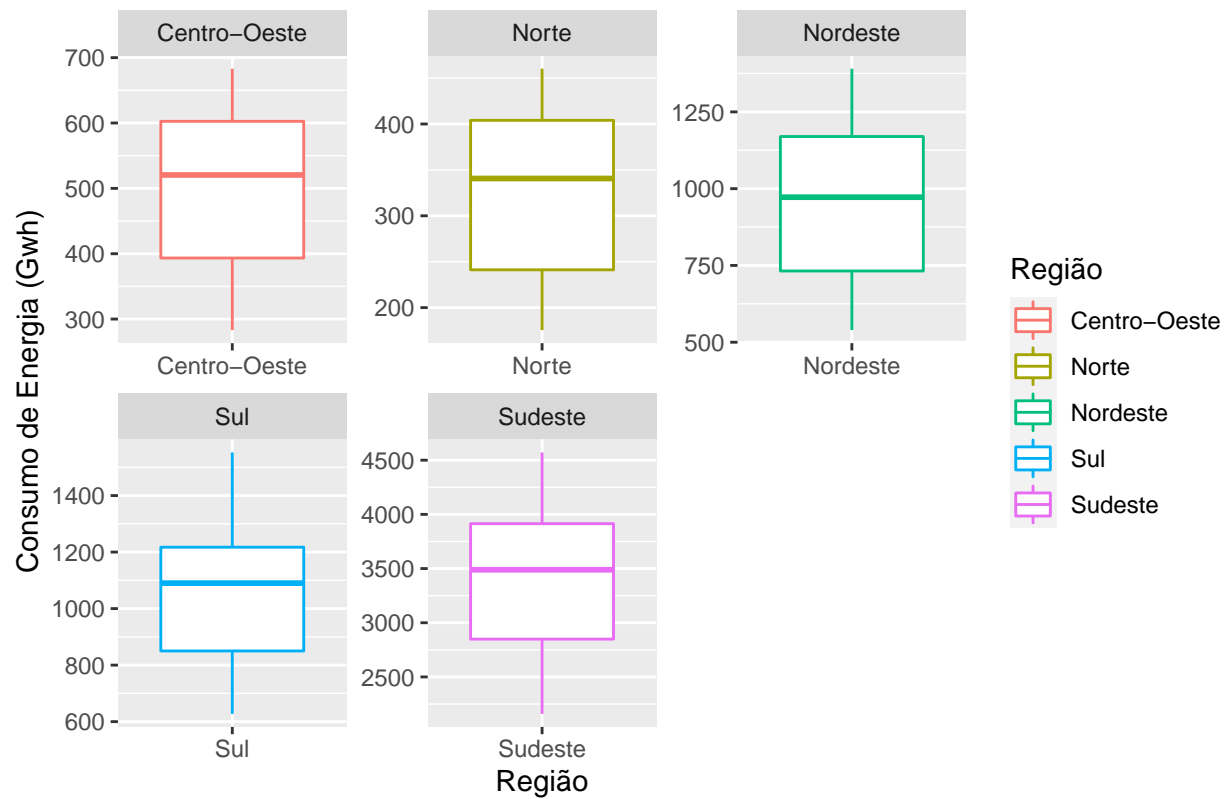 Centro−Oeste
Norte
Nordeste
700
600
500
400
300
400
300
200
1250
1000
750
500
Centro−Oeste
Norte
Nordeste
Sul
Sudeste
1400
1200
1000
800
600
4500
4000
3500
3000
2500
Sul
Sudeste
Região
Consumo de Energia (Gwh)
Região
Centro−Oeste
Norte
Nordeste
Sul
Sudeste